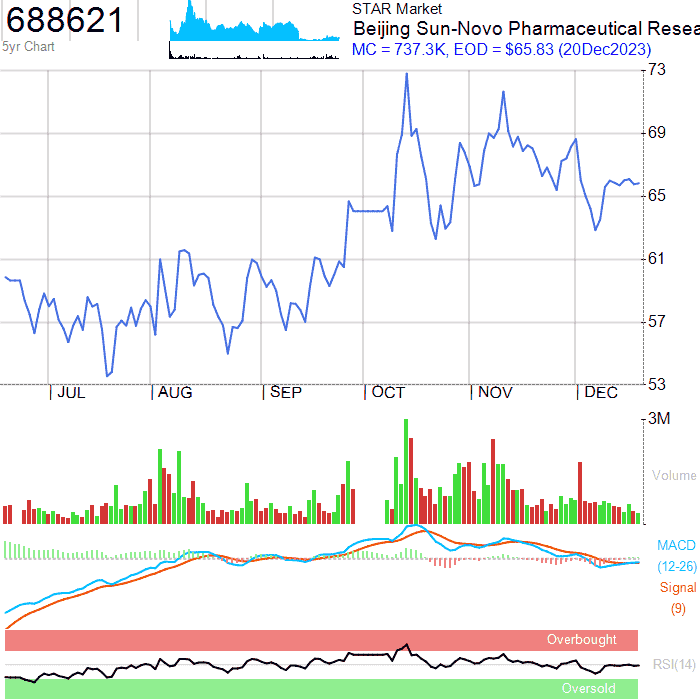 688621
5yr Chart
STAR Market
Beijing Sun-Novo Pharmaceutical Resea
MC = 737.3K, EOD = $65.83 (20Dec2023)
73
69
65
61
57
53
JUL AUG SEP OCT NOV DEC
3M
Volume
MACD
(12-26)
Signal
(9)
Overbought
RSI(14)
Oversold